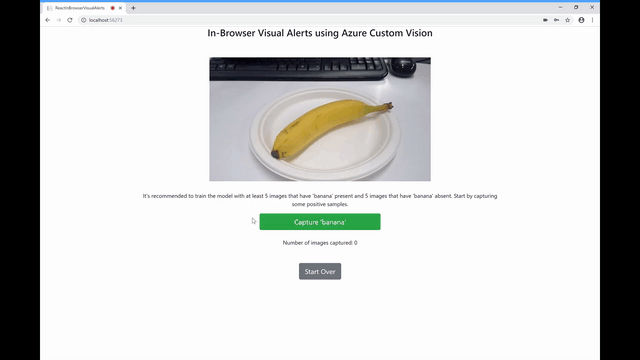 ReactInBrowserVisualAlerts
In-Browser Visual Alerts using Azure Custom Vision
It's recommended to train the model with at least 5 images that have 'banana' present and 5 images that have 'banana' absent. Start by capturing
some positive samples.
Capture 'banana'
Number of images captured: 0
Start Over